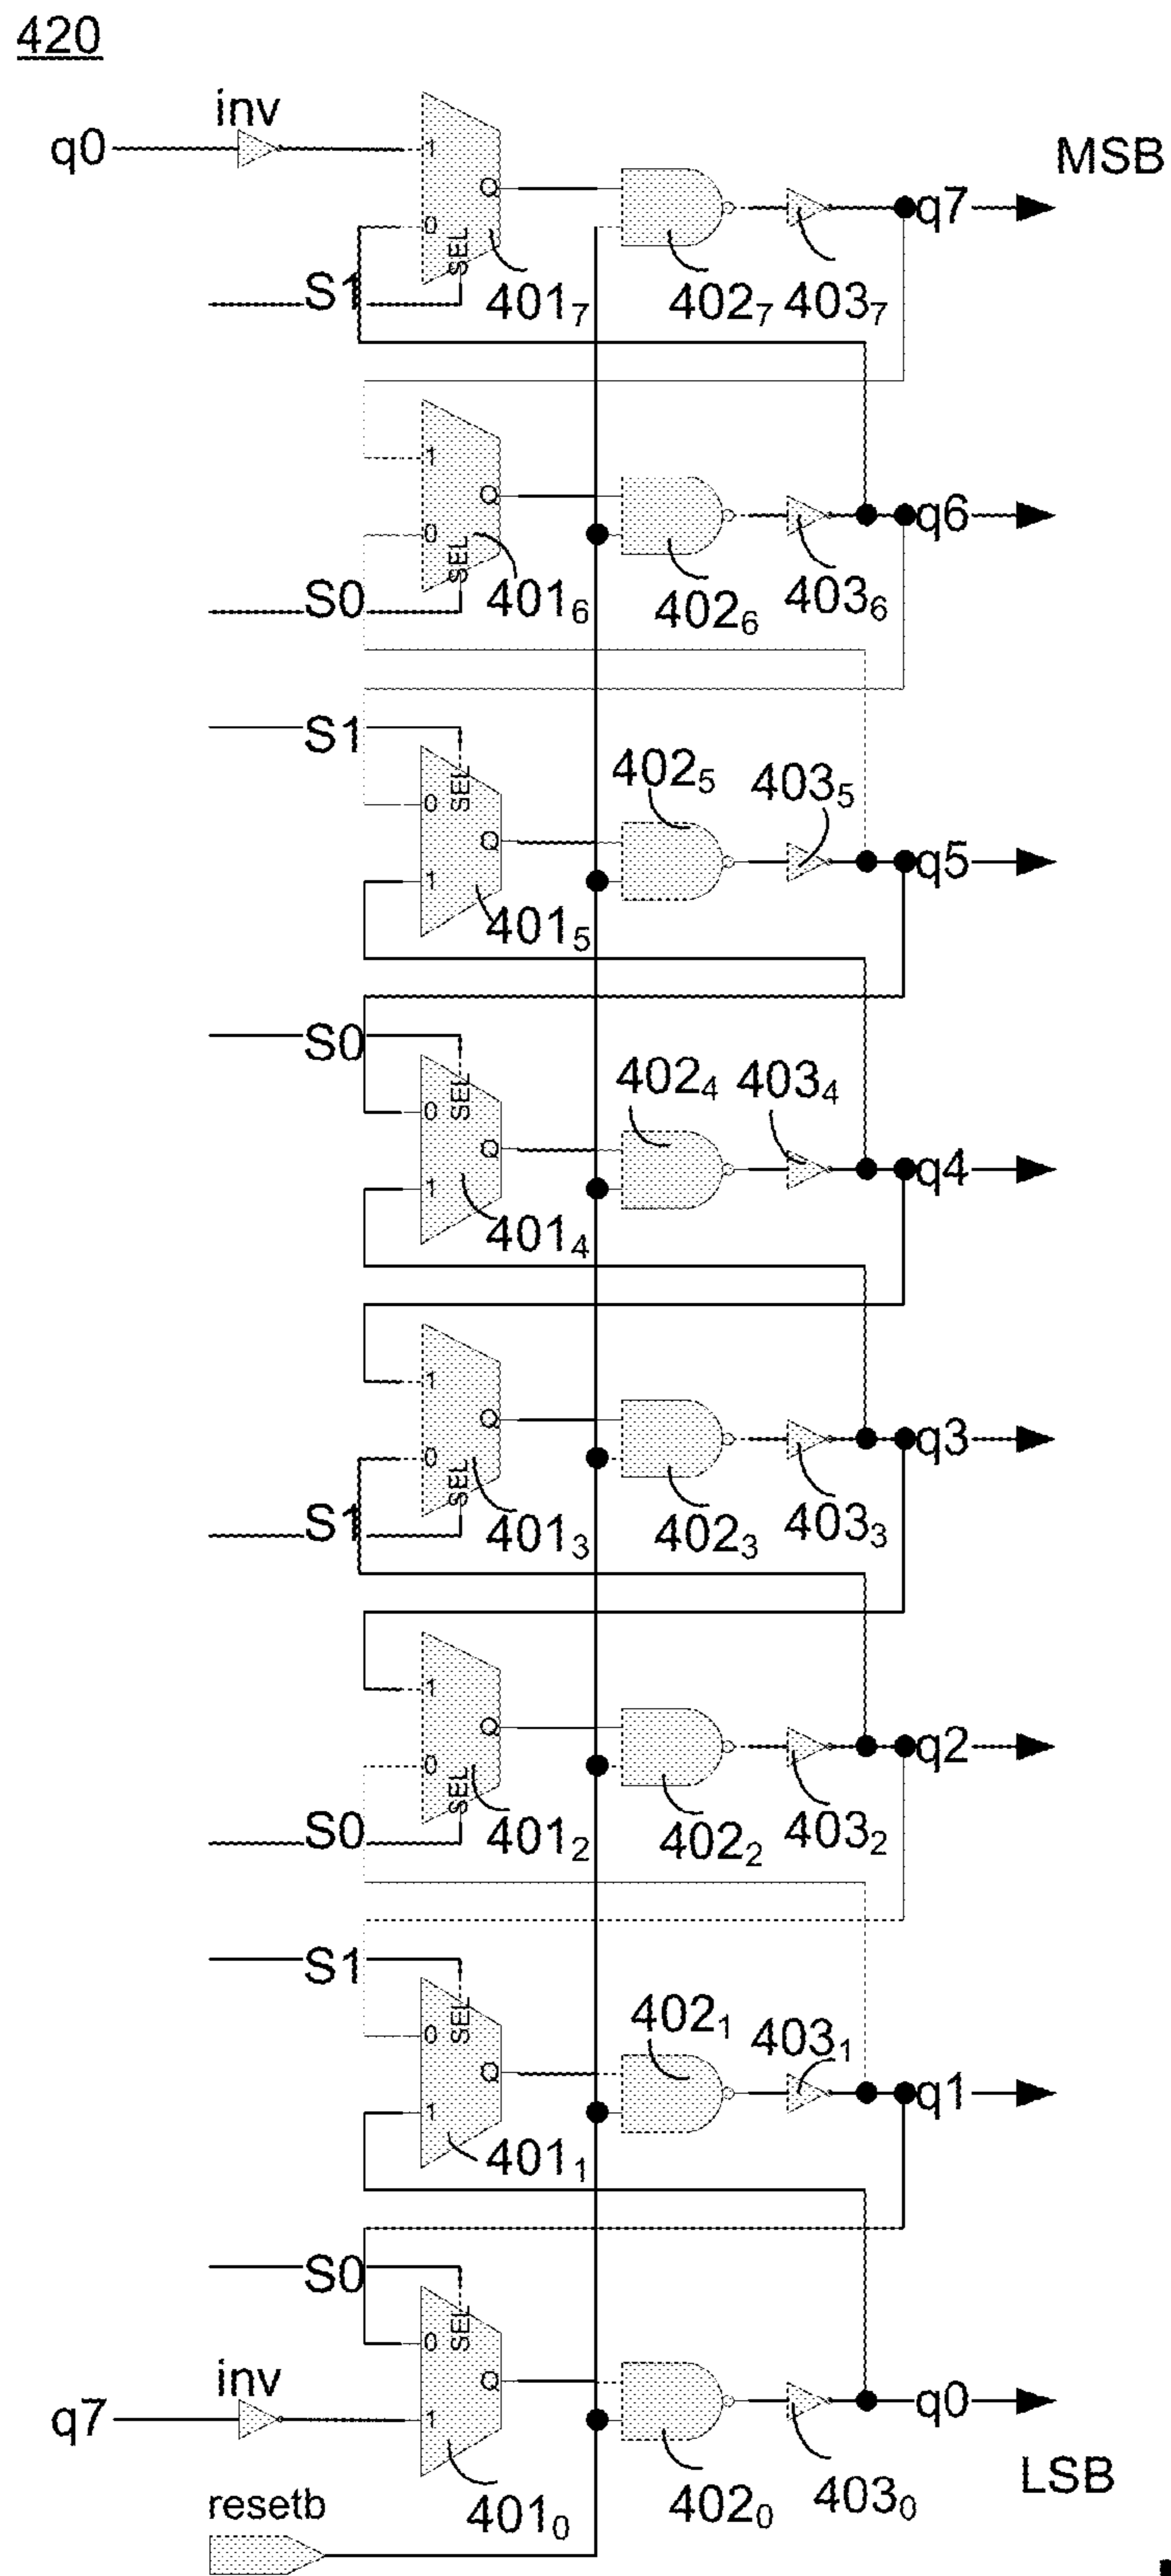 420
inv
q0
MSB
1
Q
0
SEL
S1
q7
401₇
402₇
403₇
1
Q
0
SEL
S0
q6
401₆
402₆
403₆
S1
SEL
0
Q
1
402₅
403₅
q5
401₅
S0
SEL
0
Q
1
402₄
403₄
q4
401₄
1
Q
0
SEL
S1
q3
401₃
402₃
403₃
1
Q
0
SEL
S0
q2
401₂
402₂
403₂
S1
SEL
0
Q
1
402₁
403₁
q1
401₁
S0
SEL
0
Q
1
inv
q7
q0
401₀
402₀
403₀
LSB
resetb